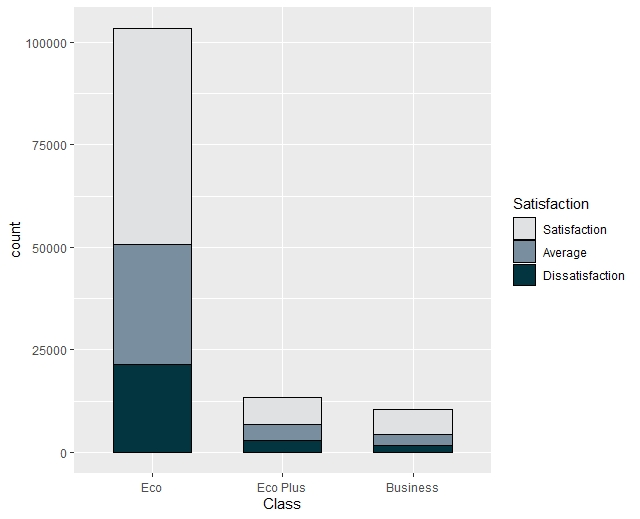 100000
75000
50000
25000
0
count
Eco
Eco Plus
Business
Class
Satisfaction
Satisfaction
Average
Dissatisfaction